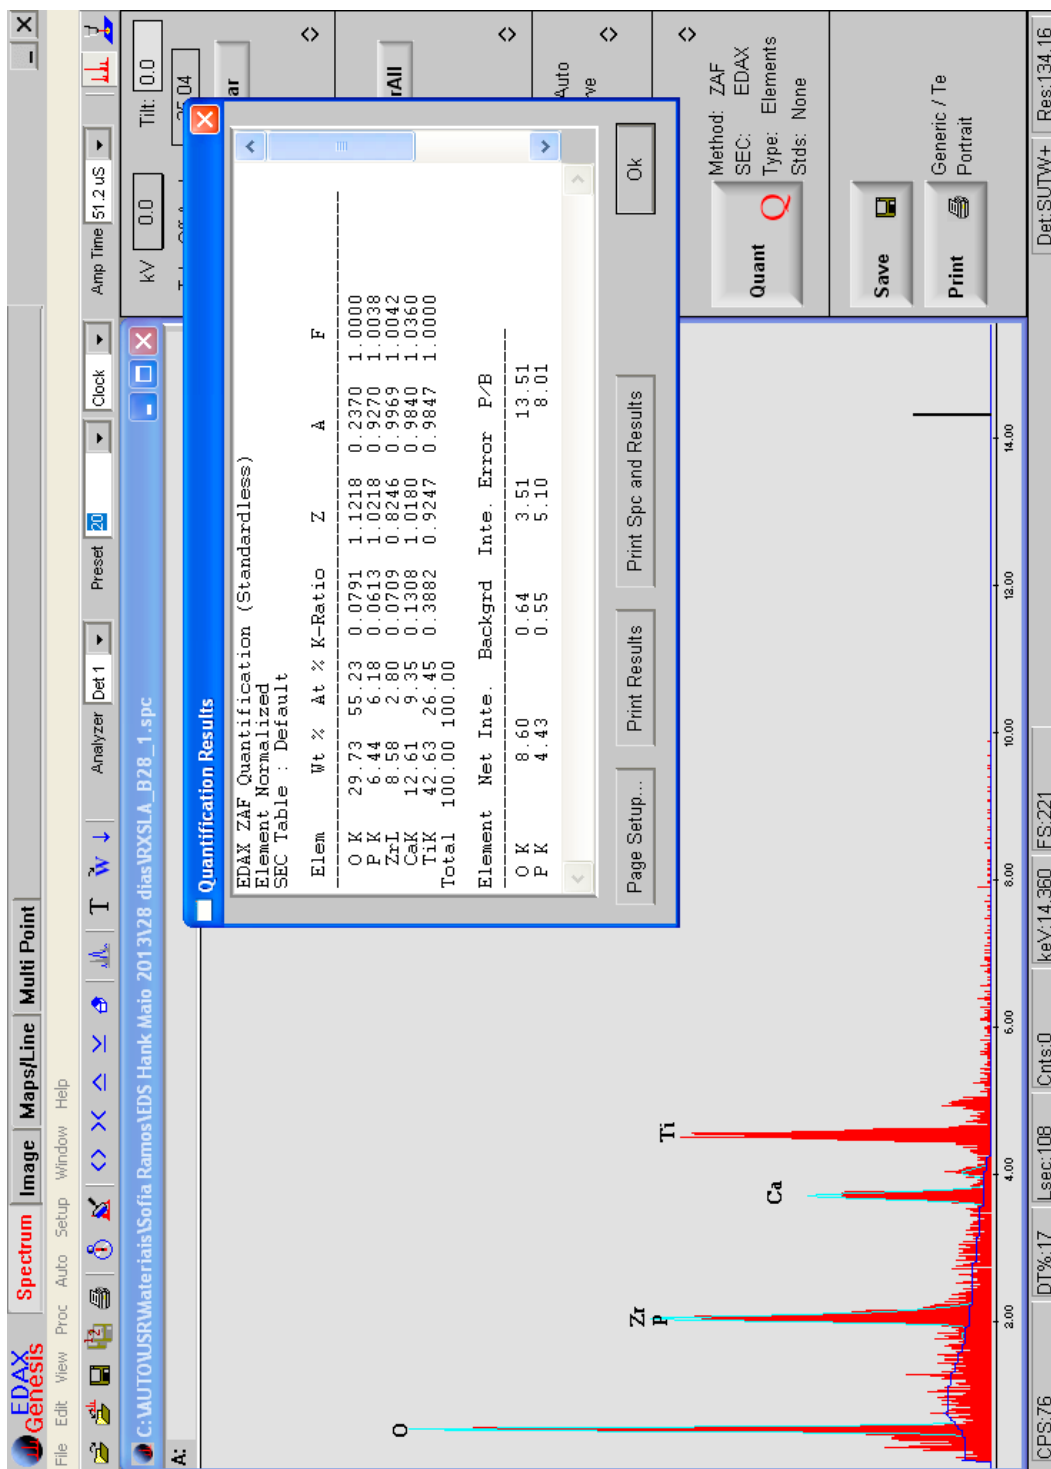 EDAX
Genesis
Spectrum Image Maps/Line Multi Point
File Edit View Proc Auto Setup Window Help
Analyzer Det 1 Preset 20 Clock Amp Time 51.2 uS
C:\AUTO\USR\Materiais\Sofia Ramos\EDS Hank Maio 2013\28 dias\RXSLA_B28_1.spc
A:
kV 0.0 Tilt: 0.0
ar
rAll
Auto
Quantification Results
EDAX ZAF Quantification (Standardless)
Element Normalized
SEC Table : Default
Elem Wt % At % K-Ratio Z A F
O K 29.73 55.23 0.0791 1.1218 0.2370 1.0000
P K 6.44 6.18 0.0613 1.0218 0.9270 1.0038
ZrL 8.58 2.80 0.0709 0.8246 0.9969 1.0042
CaK 12.61 9.35 0.1308 1.0180 0.9840 1.0360
TiK 42.63 26.45 0.3882 0.9247 0.9847 1.0000
Total 100.00 100.00
Element Net Inte. Backgrd Inte. Error P/B
O K 8.60 0.64 3.51 13.51
P K 4.43 0.55 5.10 8.01
Page Setup... Print Results Print Spc and Results Ok
Quant Q
Method: ZAF
SEC: EDAX
Type: Elements
Stds: None
Save
Print
Generic / Te
Portrait
O
Zr
P
Ca
Ti
2.00 4.00 6.00 8.00 10.00 12.00 14.00
CPS:76 DT%:17 Lsec:108 Cnts:0 keV:14.360 FS:221 Det:SUTW+ Res:134.16